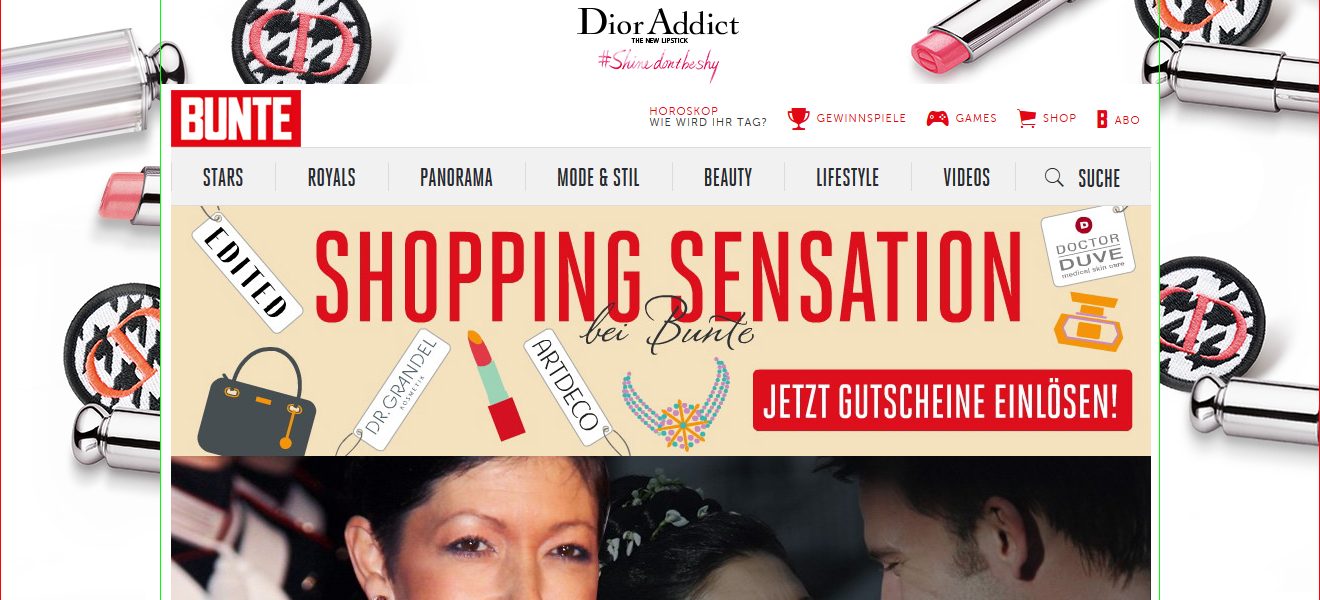 Dior Addict
THE NEW LIPSTICK
#Shinedontbeshy
BUNTE
HOROSKOP
WIE WIRD IHR TAG?
GEWINNSPIELE
GAMES
SHOP
B ABO
STARS
ROYALS
PANORAMA
MODE & STIL
BEAUTY
LIFESTYLE
VIDEOS
SUCHE
EDITED
SHOPPING SENSATION
bei Bunte
D
DOCTOR
DUVE
medical skin care
DR. GRANDEL
KOSMETIK
ARTDECO
JETZT GUTSCHEINE EINLÖSEN!